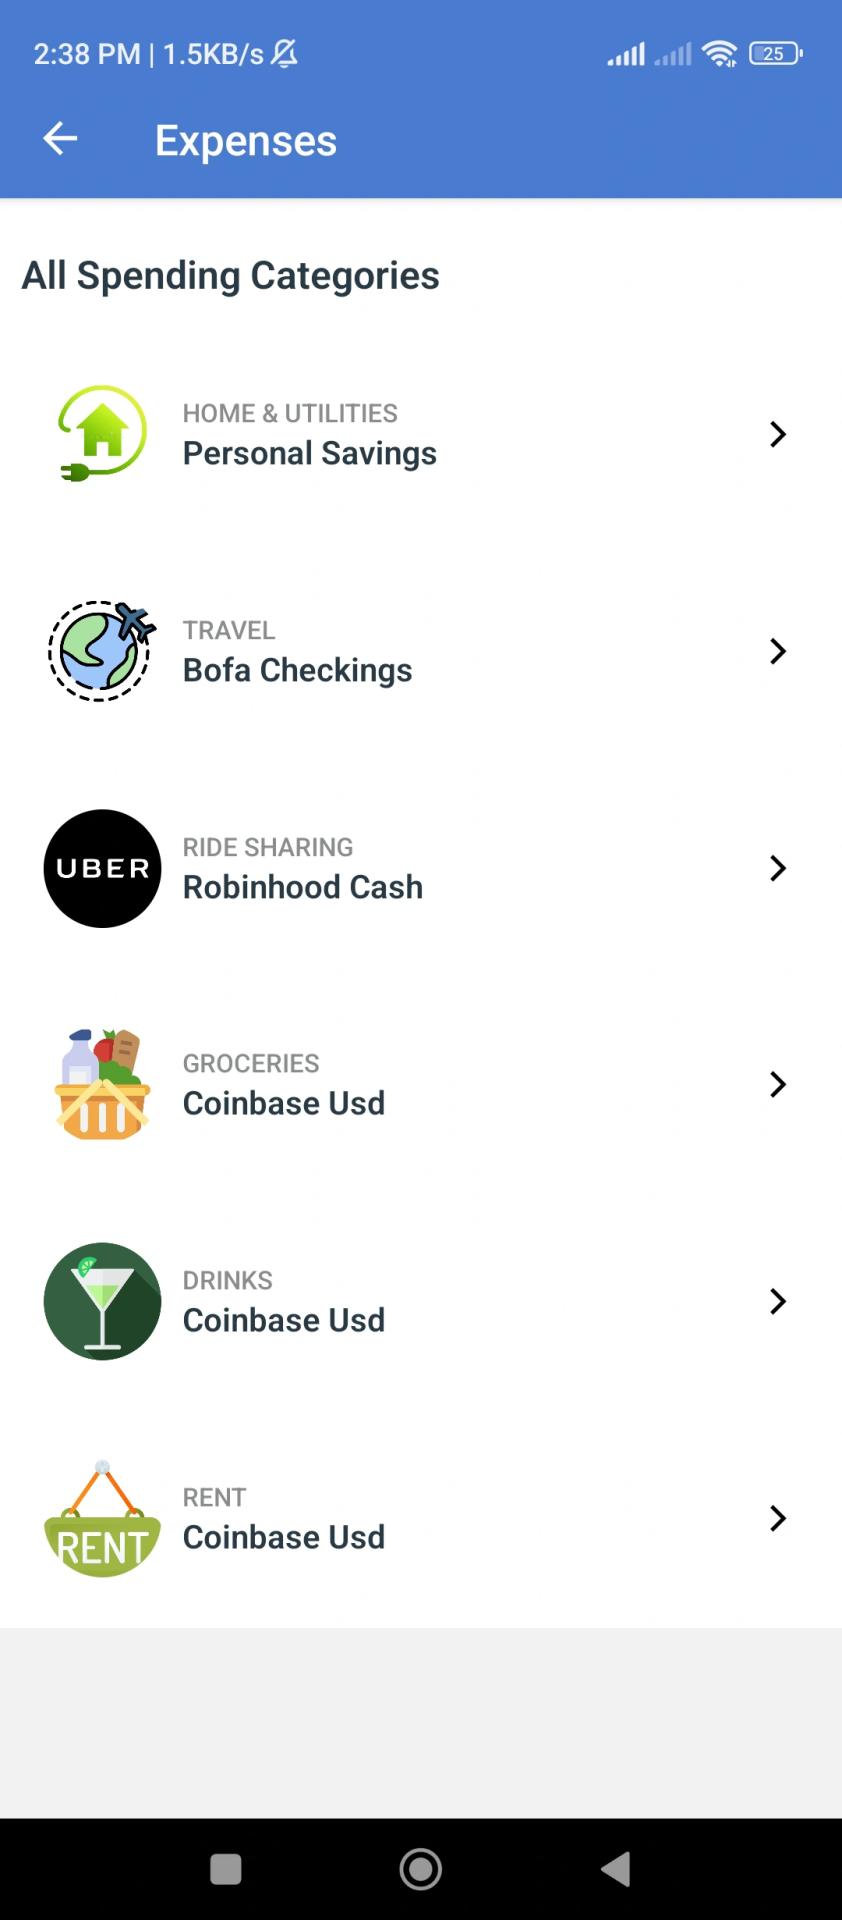 2:38 PM | 1.5KB/s
25
Expenses
All Spending Categories
HOME & UTILITIES
Personal Savings
TRAVEL
Bofa Checkings
UBER
RIDE SHARING
Robinhood Cash
GROCERIES
Coinbase Usd
DRINKS
Coinbase Usd
RENT
RENT
Coinbase Usd